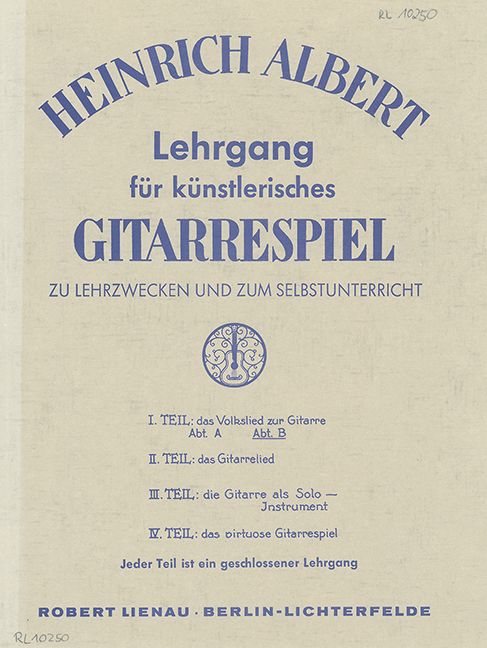 RL 10250
HEINRICH ALBERT
Lehrgang
für künstlerisches
GITARRESPIEL
ZU LEHRZWECKEN UND ZUM SELBSTUNTERRICHT
I. TEIL: das Volkslied zur Gitarre
Abt. A Abt. B
II. TEIL: das Gitarrelied
III. TEIL: die Gitarre als Solo —
Jnstrument
IV. TEIL: das virtuose Gitarrespiel
Jeder Teil ist ein geschlossener Lehrgang
ROBERT LIENAU · BERLIN-LICHTERFELDE
RL 10250